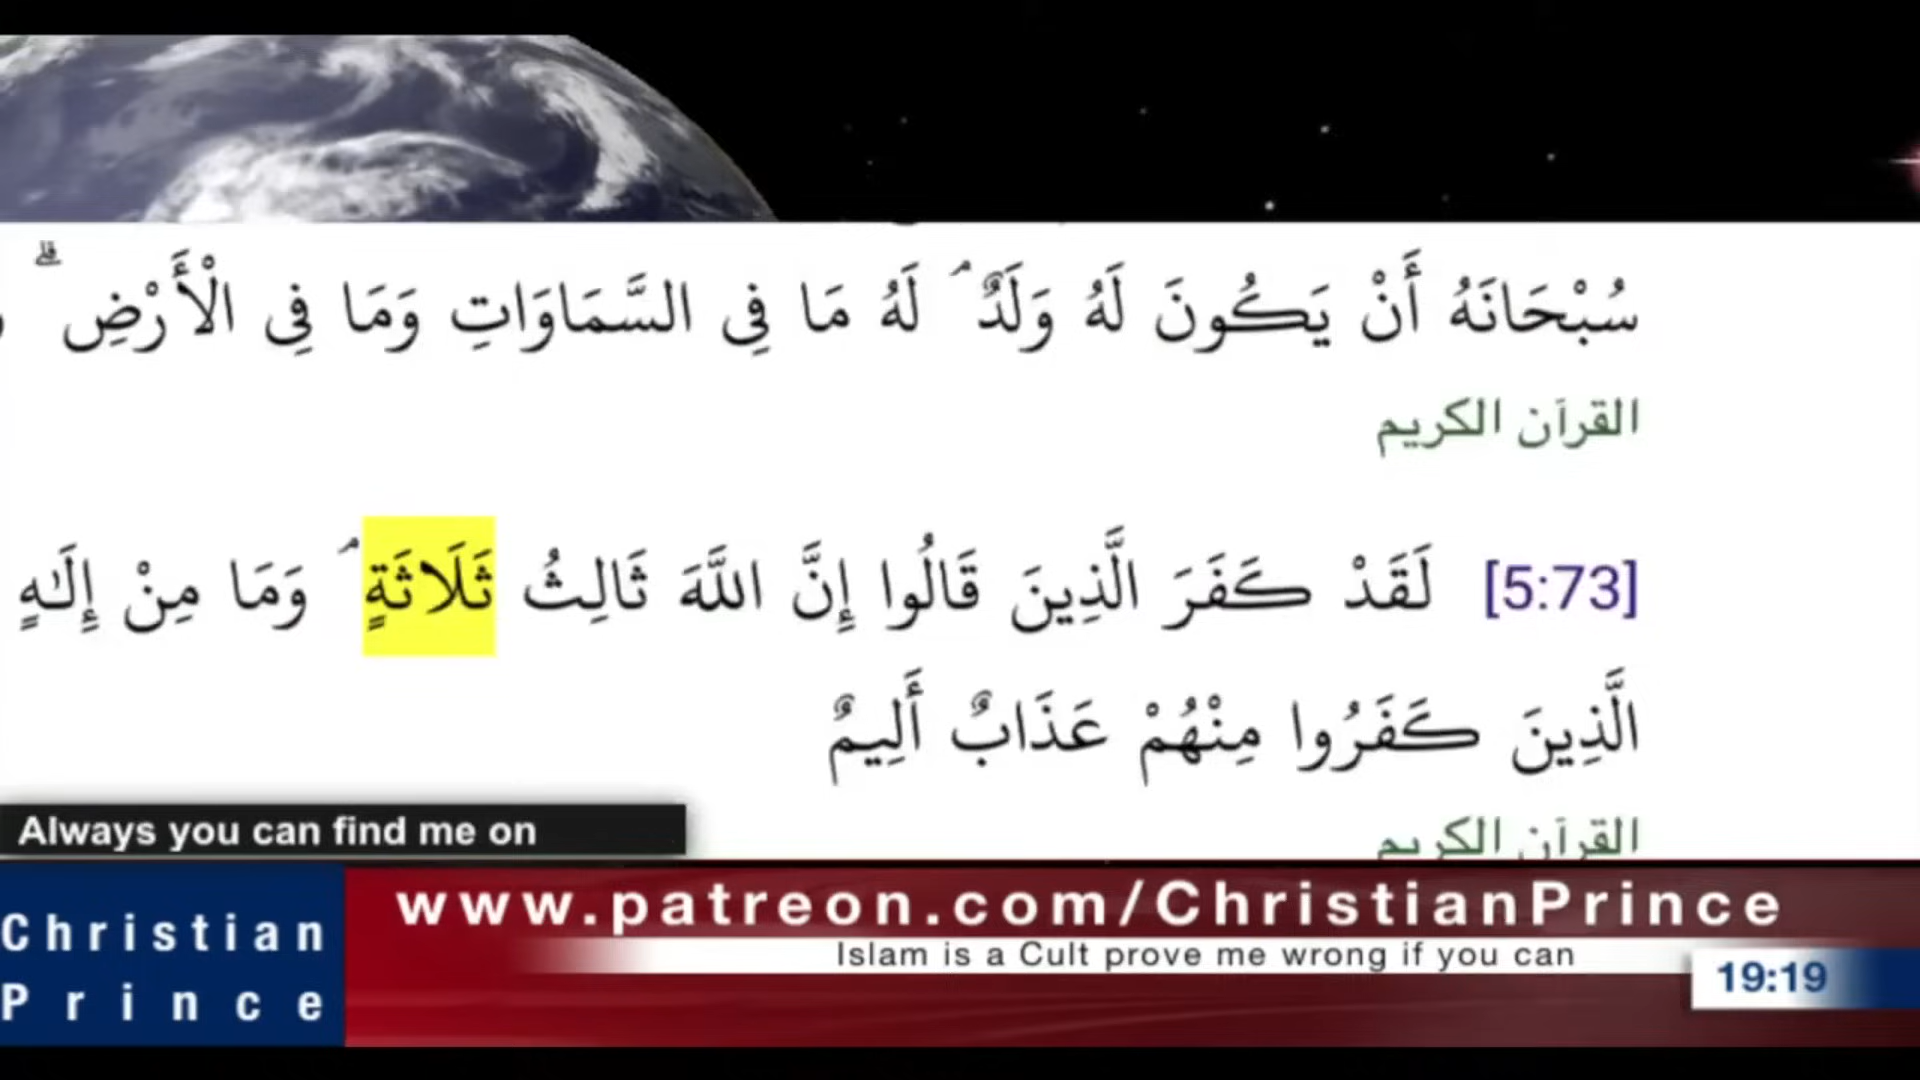 سُبْحَانَهُ أَنْ يَكُونَ لَهُ وَلَدٌ ۘ لَهُ مَا فِي السَّمَاوَاتِ وَمَا فِي الْأَرْضِ ۗ
القرآن الكريم
[5:73] لَقَدْ كَفَرَ الَّذِينَ قَالُوا إِنَّ اللَّهَ ثَالِثُ ثَلَاثَةٍ ۘ وَمَا مِنْ إِلَٰهٍ
الَّذِينَ كَفَرُوا مِنْهُمْ عَذَابٌ أَلِيمٌ
القرآن الكريم
Always you can find me on
Christian
Prince
www.patreon.com/ChristianPrince
Islam is a Cult prove me wrong if you can
19:19